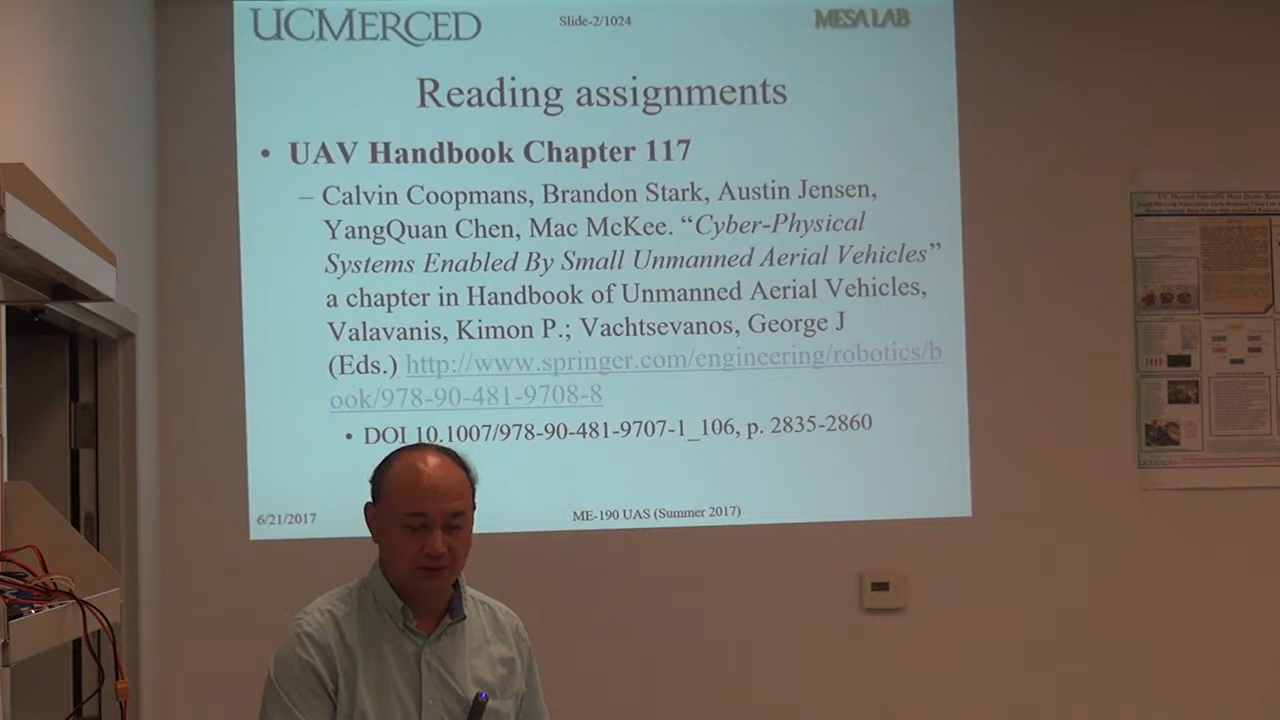 UCMERCED
Slide-2/1024
MESA LAB
Reading assignments
• UAV Handbook Chapter 117
– Calvin Coopmans, Brandon Stark, Austin Jensen,
YangQuan Chen, Mac McKee. “Cyber-Physical
Systems Enabled By Small Unmanned Aerial Vehicles”
a chapter in Handbook of Unmanned Aerial Vehicles,
Valavanis, Kimon P.; Vachtsevanos, George J
(Eds.) http://www.springer.com/engineering/robotics/b
ook/978-90-481-9708-8
• DOI 10.1007/978-90-481-9707-1_106, p. 2835-2860
6/21/2017
ME-190 UAS (Summer 2017)